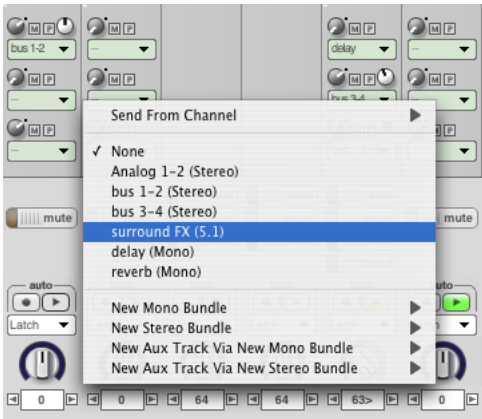 M P M P M P M P
bus 1-2 -- delay --
M P M P M P M P
-- -- bus 3-4 --
M P
--
Send From Channel
✓ None
Analog 1-2 (Stereo)
bus 1-2 (Stereo)
bus 3-4 (Stereo)
surround FX (5.1)
delay (Mono)
reverb (Mono)
New Mono Bundle
New Stereo Bundle
New Aux Track Via New Mono Bundle
New Aux Track Via New Stereo Bundle
mute mute
auto
Latch
0 0 64 64 63> 0